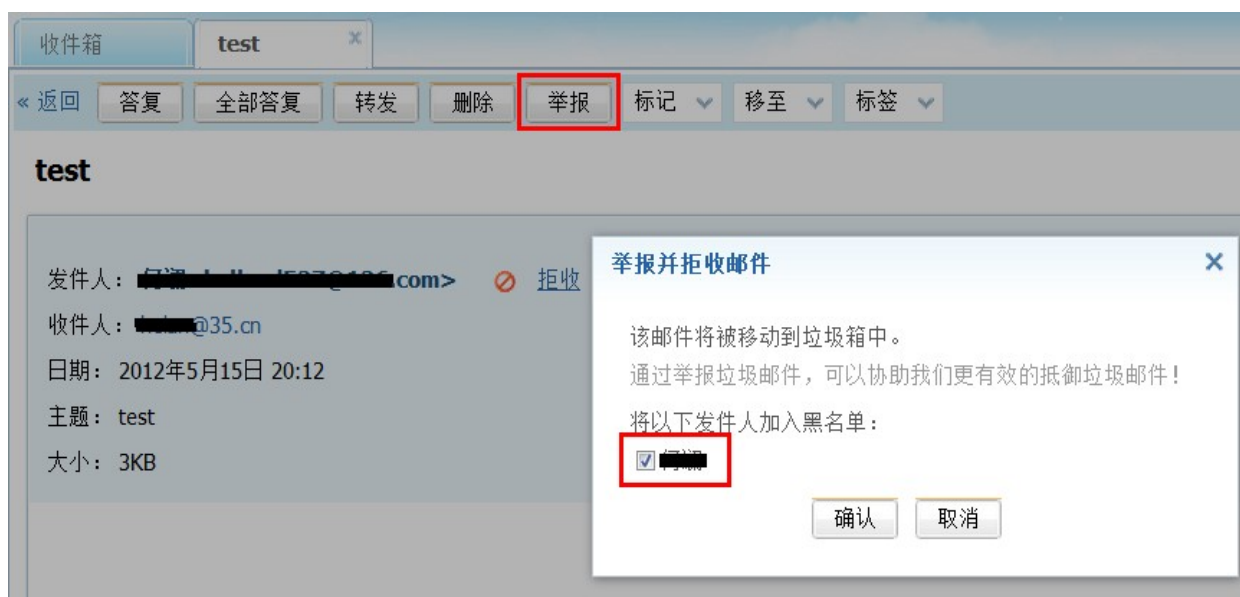 收件箱
test
« 返回 答复 全部答复 转发 删除 举报 标记 移至 标签
test
发件人: com> 拒收
收件人: @35.cn
日期: 2012年5月15日 20:12
主题: test
大小: 3KB
举报并拒收邮件
该邮件将被移动到垃圾箱中。
通过举报垃圾邮件，可以协助我们更有效的抵御垃圾邮件!
将以下发件人加入黑名单:
确认 取消